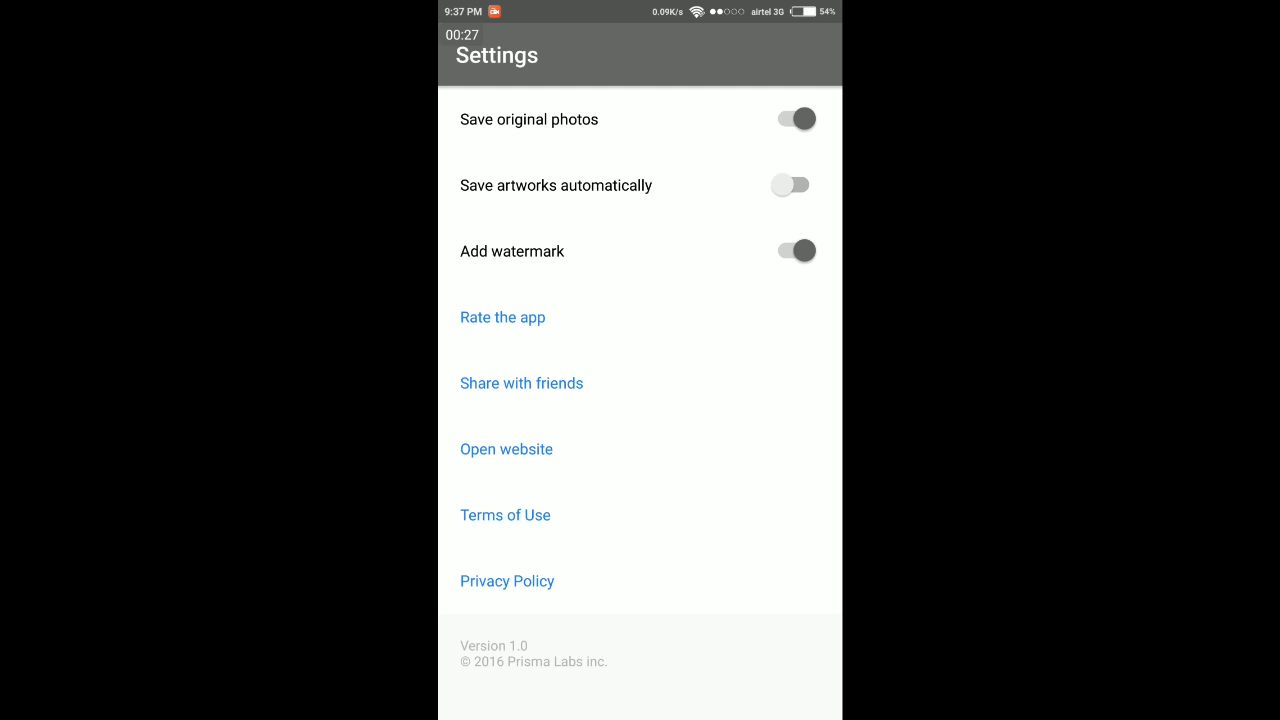 9:37 PM 0.09K/s airtel 3G 54%
00:27
Settings
Save original photos
Save artworks automatically
Add watermark
Rate the app
Share with friends
Open website
Terms of Use
Privacy Policy
Version 1.0
© 2016 Prisma Labs inc.